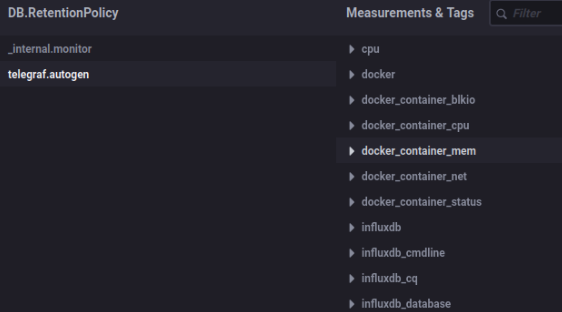 DB.RetentionPolicy
_internal.monitor
telegraf.autogen
Measurements & Tags
Filter
cpu
docker
docker_container_blkio
docker_container_cpu
docker_container_mem
docker_container_net
docker_container_status
influxdb
influxdb_cmdline
influxdb_cq
influxdb_database